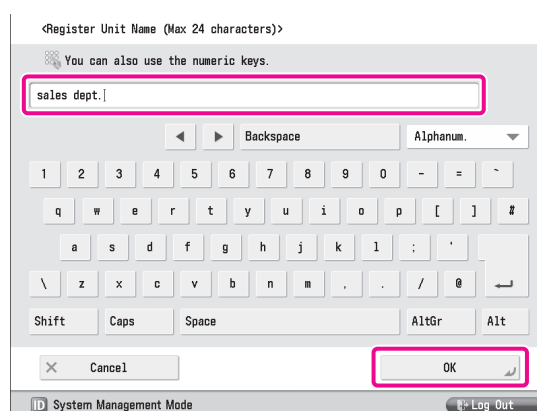 <Register Unit Name (Max 24 characters)>
You can also use the numeric keys.
sales dept.
◀ ▶ Backspace Alphanum.
1 2 3 4 5 6 7 8 9 0 - = ~
q w e r t y u i o p [ ] #
a s d f g h j k l ; '
\ z x c v b n m , . / @
Shift Caps Space AltGr Alt
Cancel OK
ID System Management Mode Log Out